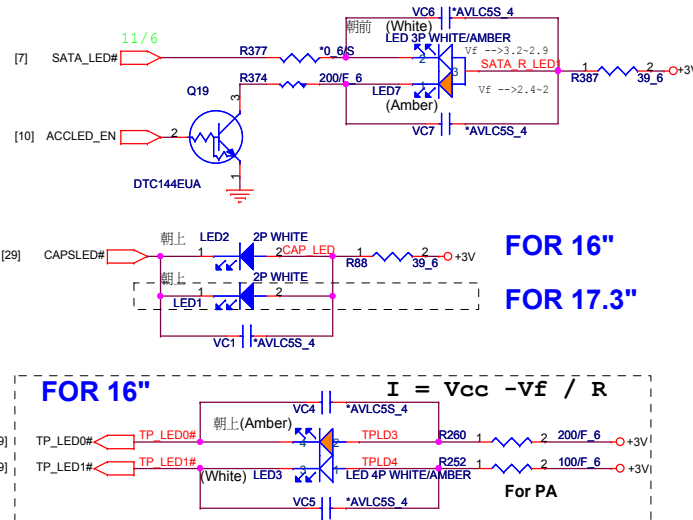 VC6 *AVLC5S_4
朝前 (White)
11/6
LED 3P WHITE/AMBER
[7] SATA_LED# R377 *0_6/S 2 Vf -->3.2~2.9
3 SATA_R_LED1 1 2 +3V
R374 200/F_6 1 R387 39_6
Q19 LED7 Vf -->2.4~2
3 (Amber)
[10] ACCLED_EN 2 VC7 *AVLC5S_4
1
DTC144EUA
朝上 LED2 2P WHITE
[29] CAPSLED# 1 2 CAP_LED 1 2 +3V
R88 39_6
FOR 16"
朝上 2P WHITE
1 2
LED1
FOR 17.3"
VC1 *AVLC5S_4
FOR 16" I = Vcc -Vf / R
VC4 *AVLC5S_4
朝上(Amber)
9] TP_LED0# TP_LED0# 4 2 TPLD3 R260 1 2 200/F_6 +3V
9] TP_LED1# TP_LED1# 3 1 TPLD4 R252 1 2 100/F_6 +3V
(White) LED3 LED 4P WHITE/AMBER
For PA
VC5 *AVLC5S_4